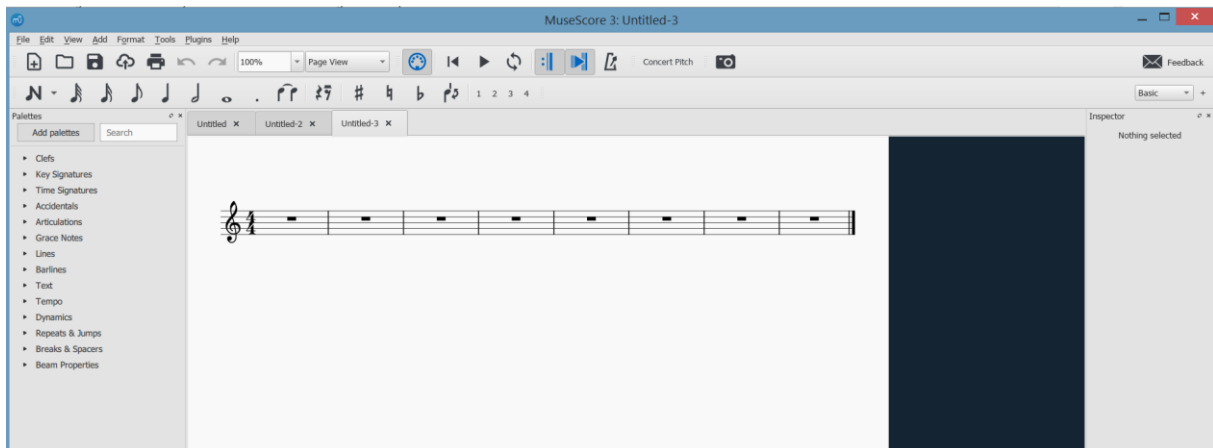 MuseScore 3: Untitled-3
File Edit View Add Format Tools Plugins Help
100% Page View Concert Pitch Feedback
1 2 3 4 Basic
Palettes
Add palettes Search
Untitled Untitled-2 Untitled-3
Inspector
Nothing selected
Clefs
Key Signatures
Time Signatures
Accidentals
Articulations
Grace Notes
Lines
Barlines
Text
Tempo
Dynamics
Repeats & Jumps
Breaks & Spacers
Beam Properties
4
4